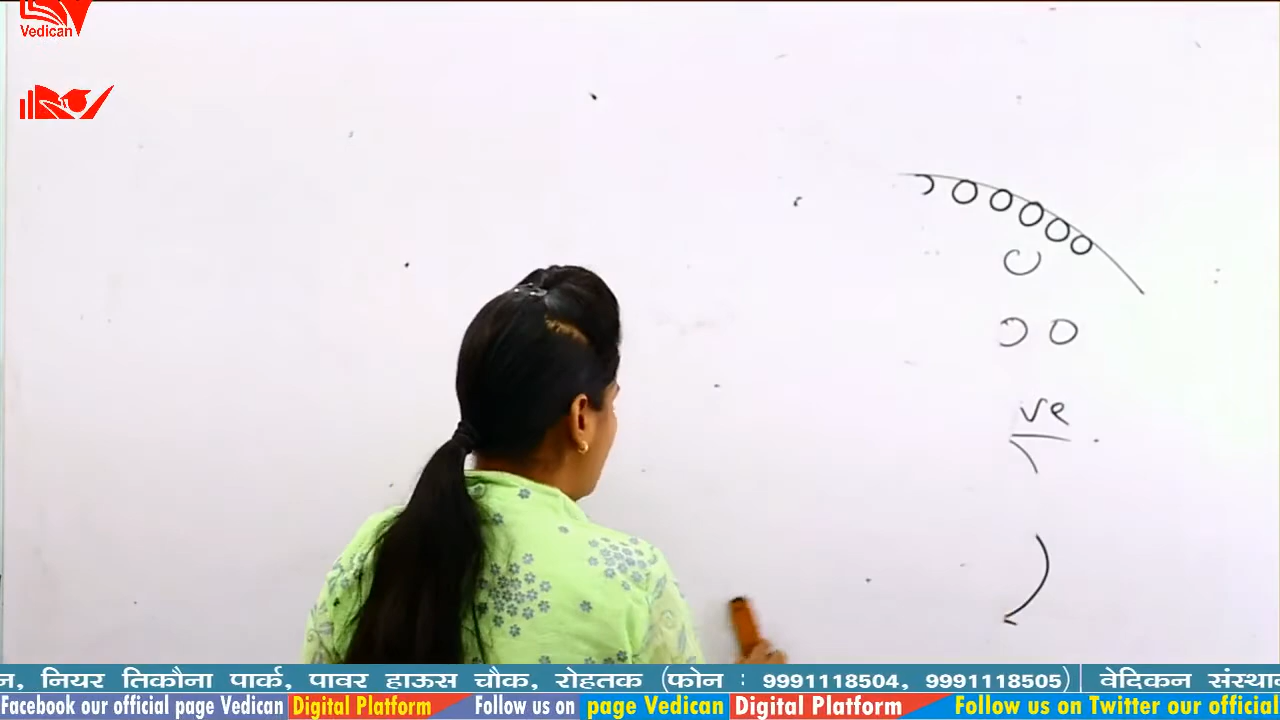 Vedican
ve
न, नियर तिकौना पार्क, पावर हाऊस चौक, रोहतक (फोन : 9991118504, 9991118505)| वेदिकन संस्था
Facebook our official page Vedican Digital Platform Follow us on page Vedican Digital Platform Follow us on Twitter our official